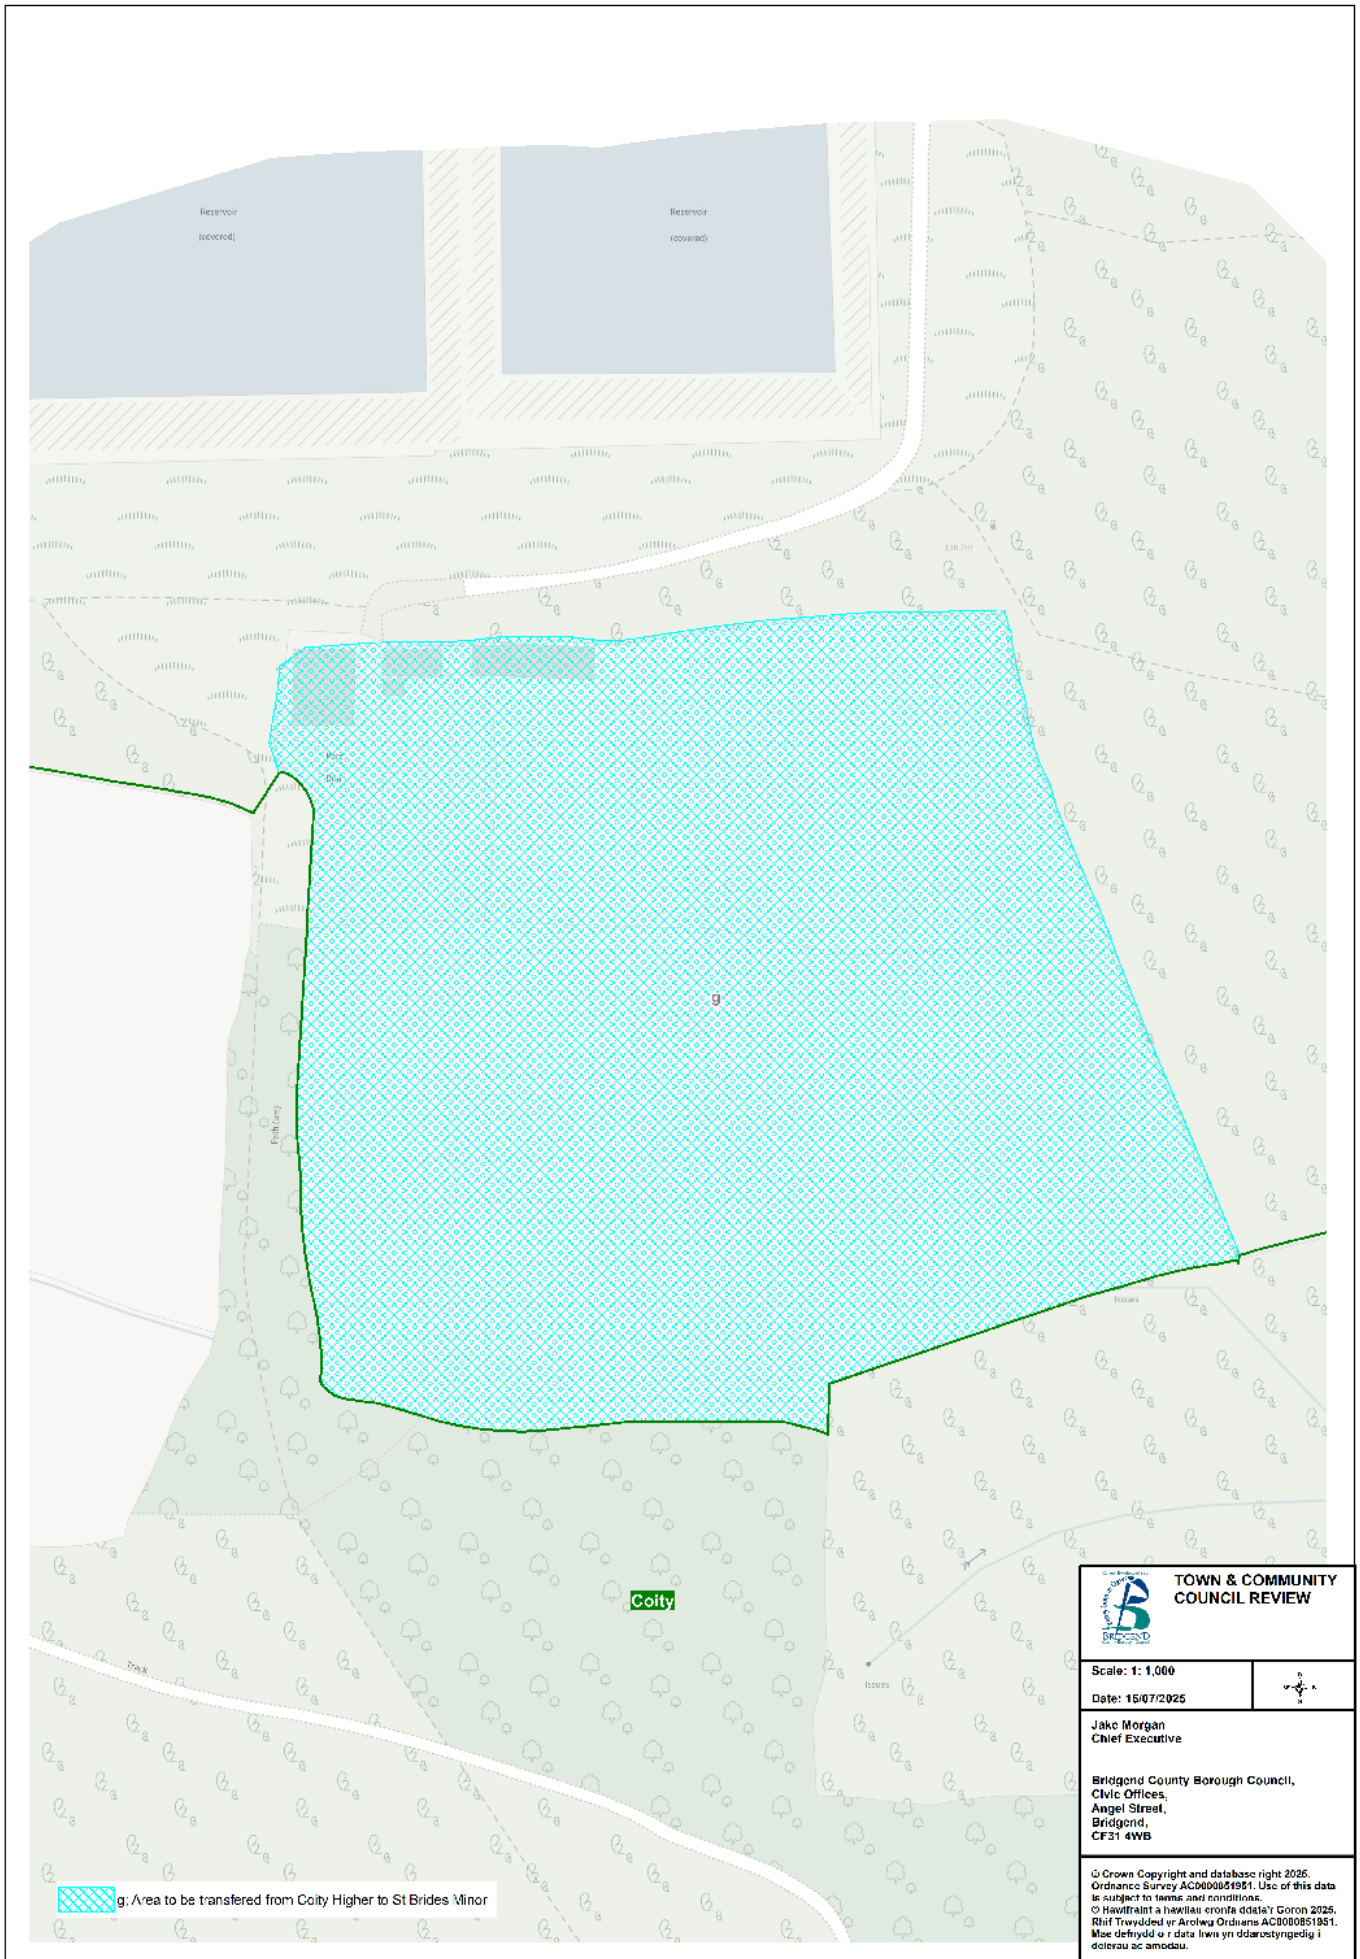 Reservoir
(covered)
Reservoir
(covered)
g
Path (um)
Issues
Coity
Issues
Track
g; Area to be transfered from Coity Higher to St Brides Minor
BRIDGEND
TOWN & COMMUNITY
COUNCIL REVIEW
Scale: 1: 1,000
Date: 15/07/2025
Jake Morgan
Chief Executive
Bridgend County Borough Council,
Civic Offices,
Angel Street,
Bridgend,
CF31 4WB
© Crown Copyright and database right 2025.
Ordnance Survey AC0000851951. Use of this data
is subject to terms and conditions.
© Hawlfraint a hawliau cronfa ddata'r Goron 2025.
Rhif Trwydded yr Arolwg Ordnans AC0000851951.
Mae defnydd o'r data hwn yn ddarostyngedig i
delerau ac amodau.